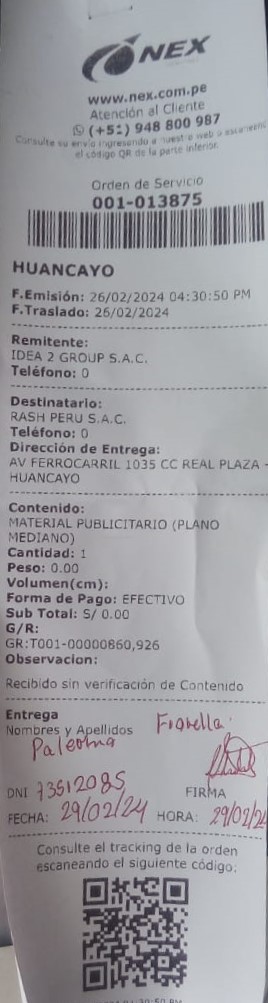 NEX
www.nex.com.pe
Atención al Cliente
(+51) 948 800 987
Consulte su envío ingresando a nuestra web o escaneando
el código QR de la parte inferior.
Orden de Servicio
001-013875
HUANCAYO
F.Emisión: 26/02/2024 04:30:50 PM
F.Traslado: 26/02/2024
Remitente:
IDEA 2 GROUP S.A.C.
Teléfono: 0
Destinatario:
RASH PERU S.A.C.
Teléfono: 0
Dirección de Entrega:
AV FERROCARRIL 1035 CC REAL PLAZA -
HUANCAYO
Contenido:
MATERIAL PUBLICITARIO (PLANO
MEDIANO)
Cantidad: 1
Peso: 0.00
Volumen(cm):
Forma de Pago: EFECTIVO
Sub Total: S/ 0.00
G/R:
GR:T001-00000860,926
Observacion:
Recibido sin verificación de Contenido
Entrega
Nombres y Apellidos Fiorella
DNI 73512085 FIRMA
FECHA: 29/02/24 HORA: 29/02/24
Consulte el tracking de la orden
escaneando el siguiente código: